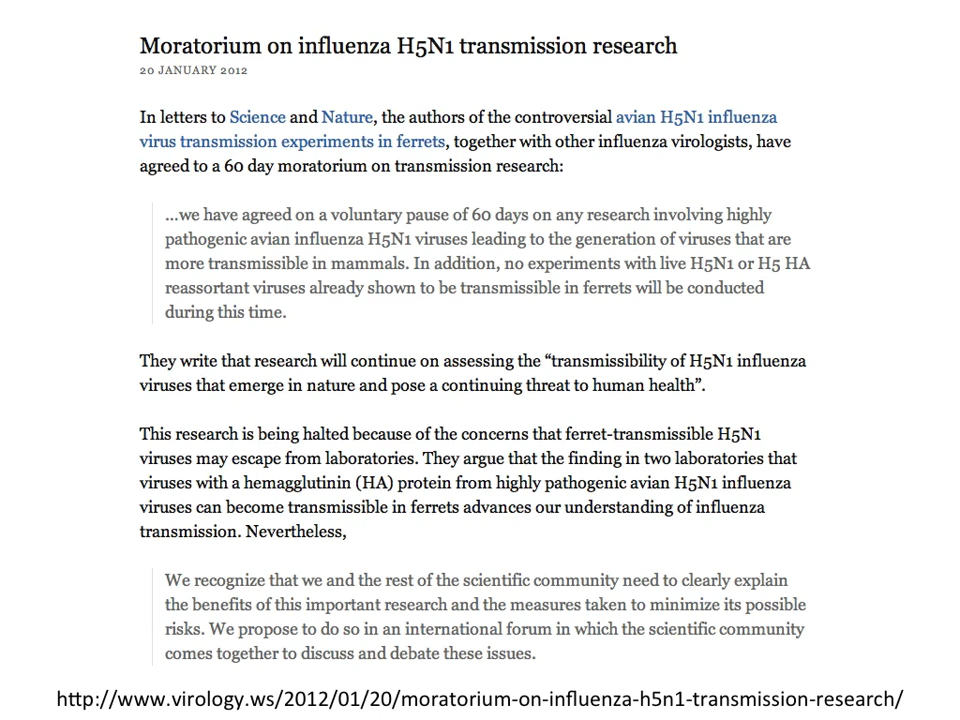 Moratorium on influenza H5N1 transmission research
20 JANUARY 2012
In letters to Science and Nature, the authors of the controversial avian H5N1 influenza
virus transmission experiments in ferrets, together with other influenza virologists, have
agreed to a 60 day moratorium on transmission research:
...we have agreed on a voluntary pause of 60 days on any research involving highly
pathogenic avian influenza H5N1 viruses leading to the generation of viruses that are
more transmissible in mammals. In addition, no experiments with live H5N1 or H5 HA
reassortant viruses already shown to be transmissible in ferrets will be conducted
during this time.
They write that research will continue on assessing the “transmissibility of H5N1 influenza
viruses that emerge in nature and pose a continuing threat to human health”.
This research is being halted because of the concerns that ferret-transmissible H5N1
viruses may escape from laboratories. They argue that the finding in two laboratories that
viruses with a hemagglutinin (HA) protein from highly pathogenic avian H5N1 influenza
viruses can become transmissible in ferrets advances our understanding of influenza
transmission. Nevertheless,
We recognize that we and the rest of the scientific community need to clearly explain
the benefits of this important research and the measures taken to minimize its possible
risks. We propose to do so in an international forum in which the scientific community
comes together to discuss and debate these issues.
http://www.virology.ws/2012/01/20/moratorium-on-influenza-h5n1-transmission-research/